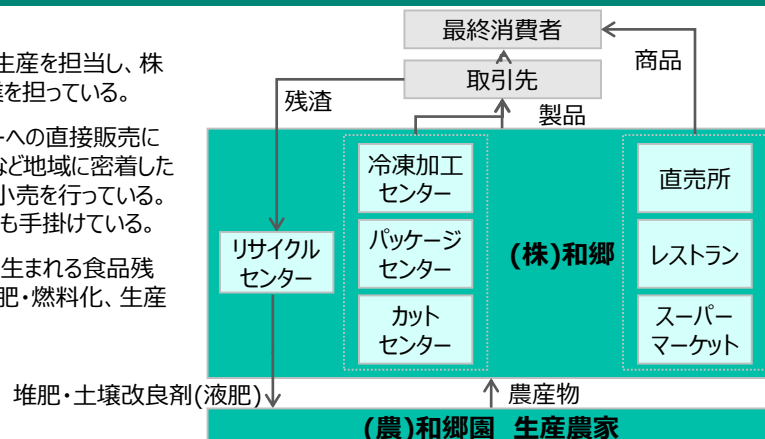 生産を担当し、株
業を担っている。
ーへの直接販売に
など地域に密着した
小売を行っている。
も手掛けている。
生まれる食品残
肥・燃料化、生産
最終消費者
取引先
商品
残渣
製品
冷凍加工
センター
パッケージ
センター
カット
センター
リサイクル
センター
(株)和郷
直売所
レストラン
スーパー
マーケット
堆肥・土壌改良剤(液肥)
農産物
(農)和郷園 生産農家